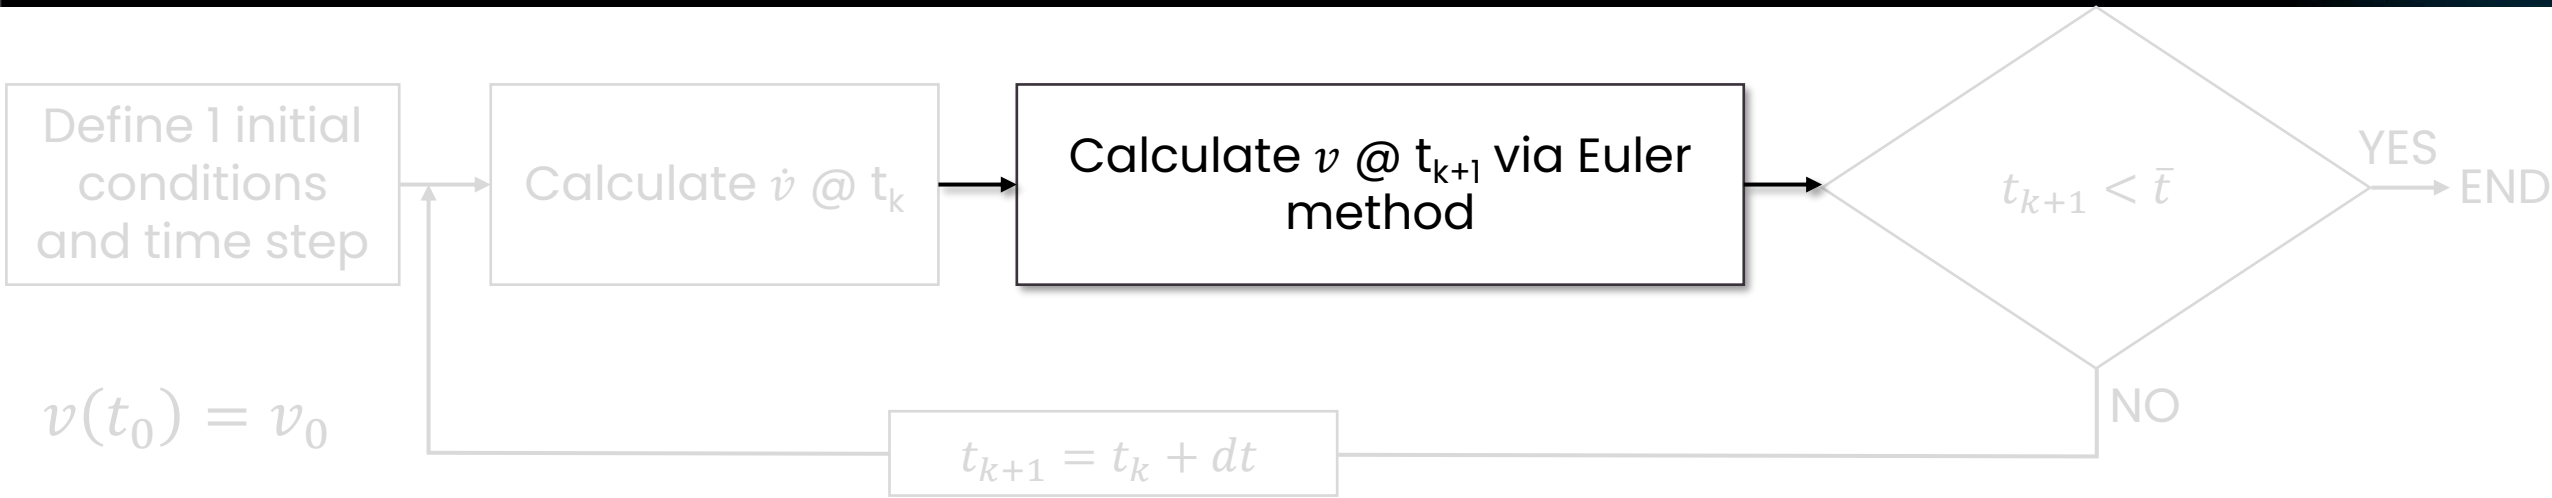 Define 1 initial
conditions
and time step
Calculate v̇ @ tₖ
Calculate v @ tₖ₊₁ via Euler
method
tₖ₊₁ < t̄
YES
END
NO
v(t₀) = v₀
tₖ₊₁ = tₖ + dt